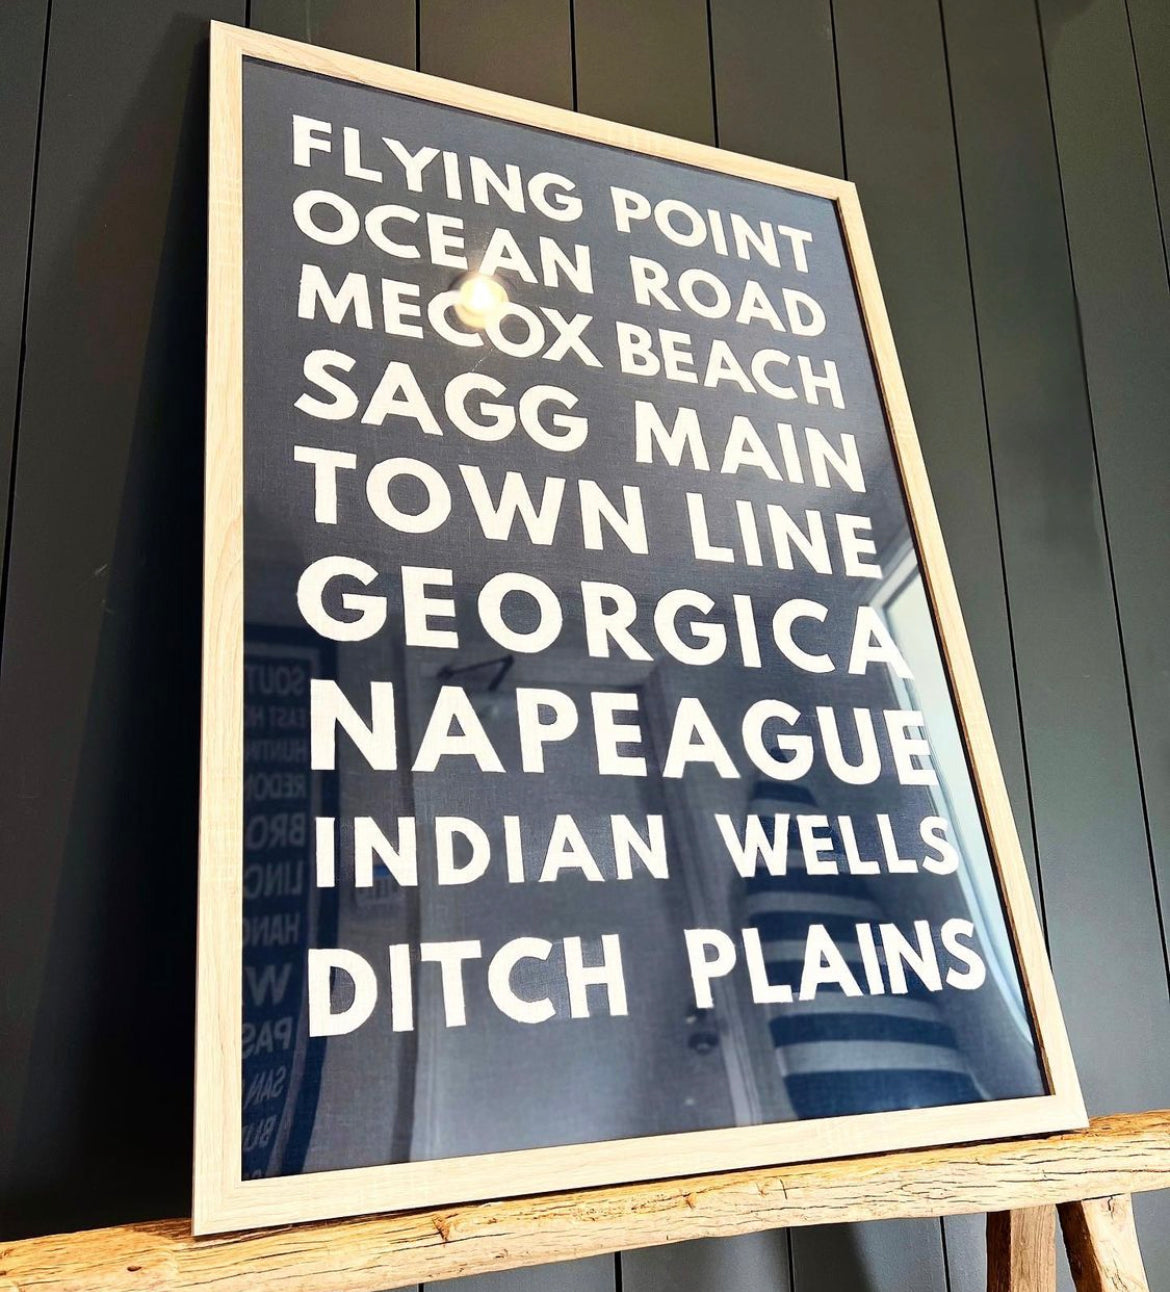 FLYING POINT
OCEAN ROAD
MECOX BEACH
SAGG MAIN
TOWN LINE
GEORGICA
NAPEAGUE
INDIAN WELLS
DITCH PLAINS